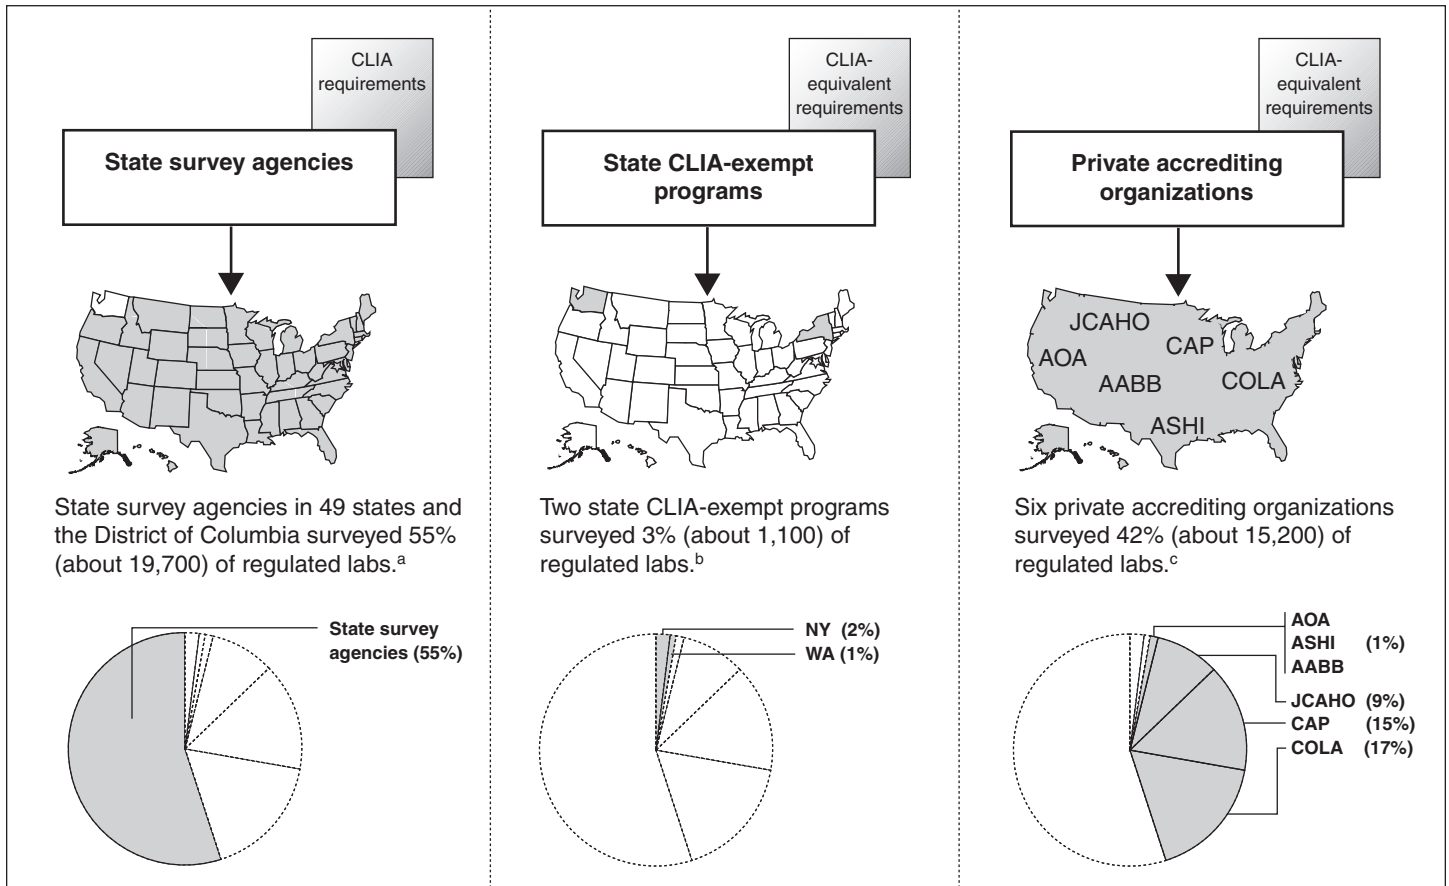 CLIA
requirements
State survey agencies
State survey agencies in 49 states and
the District of Columbia surveyed 55%
(about 19,700) of regulated labs.a
State survey
agencies (55%)
CLIA-
equivalent
requirements
State CLIA-exempt
programs
Two state CLIA-exempt programs
surveyed 3% (about 1,100) of
regulated labs.b
NY (2%)
WA (1%)
CLIA-
equivalent
requirements
Private accrediting
organizations
JCAHO
CAP
AOA
AABB
COLA
ASHI
Six private accrediting organizations
surveyed 42% (about 15,200) of
regulated labs.c
AOA
ASHI (1%)
AABB
JCAHO (9%)
CAP (15%)
COLA (17%)